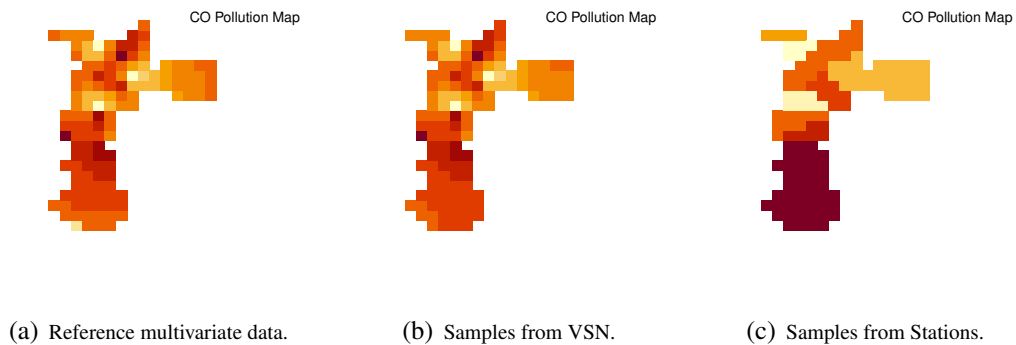 CO Pollution Map
CO Pollution Map
CO Pollution Map
(a) Reference multivariate data.
(b) Samples from VSN.
(c) Samples from Stations.